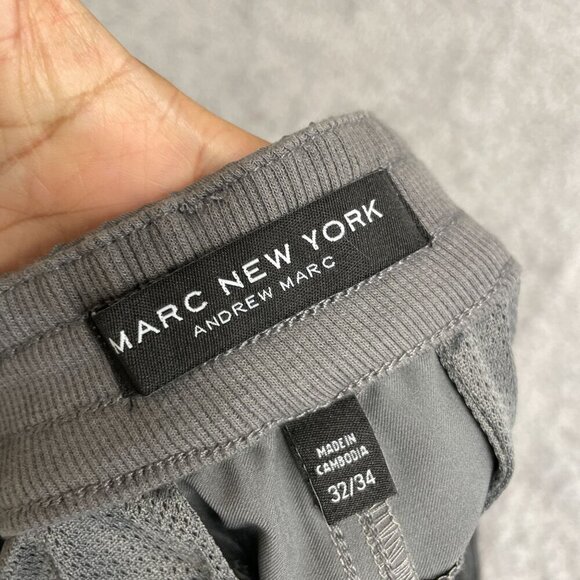 MARC NEW YORK
ANDREW MARC
MADE IN
CAMBODIA
32/34